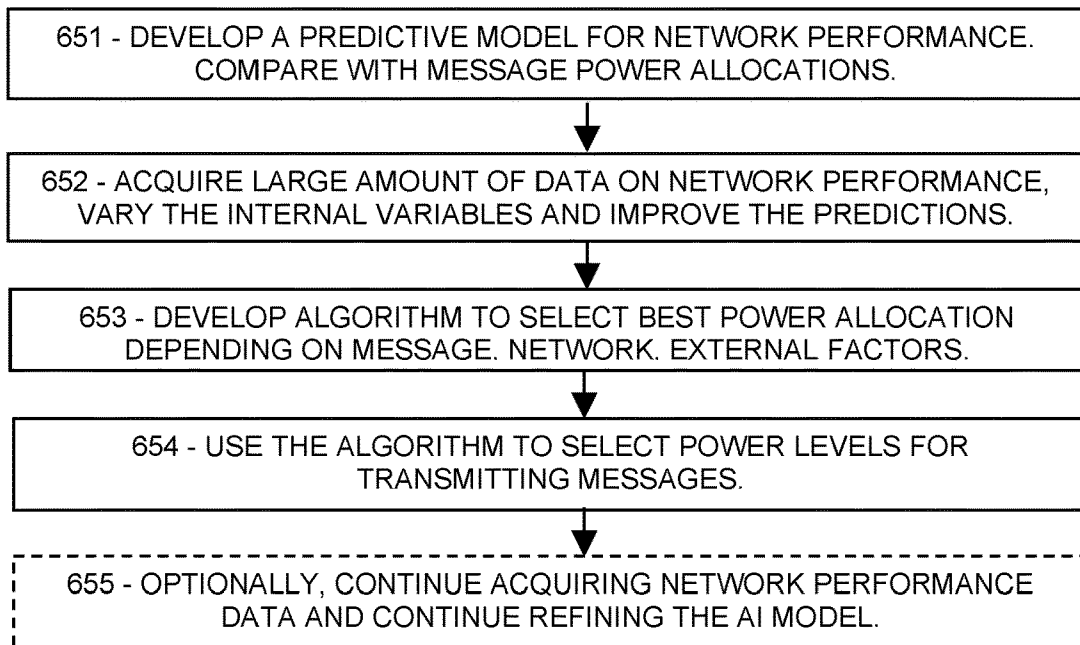 651 - DEVELOP A PREDICTIVE MODEL FOR NETWORK PERFORMANCE.
COMPARE WITH MESSAGE POWER ALLOCATIONS.
652 - ACQUIRE LARGE AMOUNT OF DATA ON NETWORK PERFORMANCE,
VARY THE INTERNAL VARIABLES AND IMPROVE THE PREDICTIONS.
653 - DEVELOP ALGORITHM TO SELECT BEST POWER ALLOCATION
DEPENDING ON MESSAGE. NETWORK. EXTERNAL FACTORS.
654 - USE THE ALGORITHM TO SELECT POWER LEVELS FOR
TRANSMITTING MESSAGES.
655 - OPTIONALLY, CONTINUE ACQUIRING NETWORK PERFORMANCE
DATA AND CONTINUE REFINING THE AI MODEL.